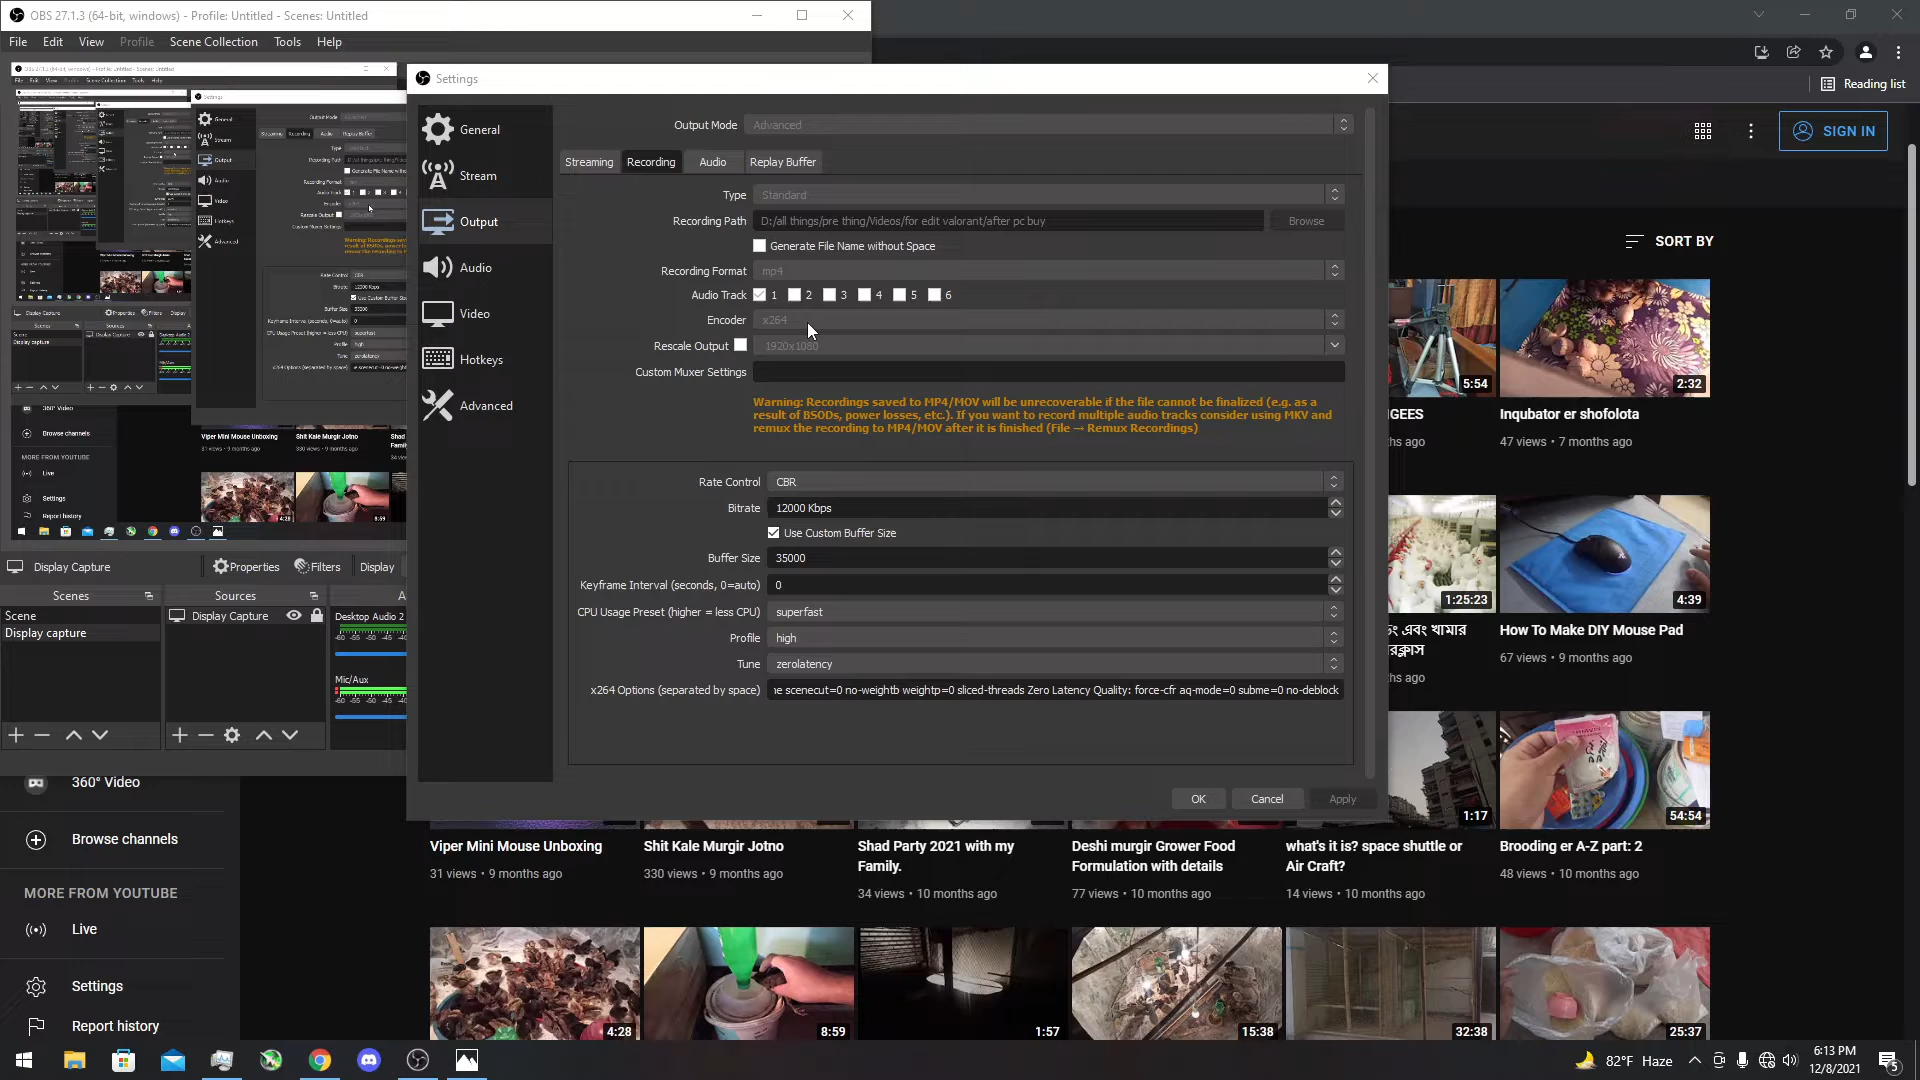 OBS 27.1.3 (64-bit, windows) - Profile: Untitled - Scenes: Untitled
File Edit View Profile Scene Collection Tools Help
Reading list
SIGN IN
SORT BY
Settings
General
Stream
Output
Audio
Video
Hotkeys
Advanced
Output Mode Advanced
Streaming Recording Audio Replay Buffer
Type Standard
Recording Path D:/all things/pre thing/Videos/for edit valorant/after pc buy Browse
Generate File Name without Space
Recording Format mp4
Audio Track 1 2 3 4 5 6
Encoder x264
Rescale Output 1920x1080
Custom Muxer Settings
Warning: Recordings saved to MP4/MOV will be unrecoverable if the file cannot be finalized (e.g. as a
result of BSODs, power losses, etc.). If you want to record multiple audio tracks consider using MKV and
remux the recording to MP4/MOV after it is finished (File → Remux Recordings)
Rate Control CBR
Bitrate 12000 Kbps
Use Custom Buffer Size
Buffer Size 35000
Keyframe Interval (seconds, 0=auto) 0
CPU Usage Preset (higher = less CPU) superfast
Profile high
Tune zerolatency
x264 Options (separated by space) ne scenecut=0 no-weightb weightp=0 sliced-threads Zero Latency Quality: force-cfr aq-mode=0 subme=0 no-deblock
OK Cancel Apply
Display Capture Properties Filters Display
Scenes Sources
Scene
Display capture
Display Capture
Desktop Audio 2
Mic/Aux
5:54
2:32
Inqubator er shofolota
47 views • 7 months ago
1:25:23
4:39
How To Make DIY Mouse Pad
67 views • 9 months ago
1:17
54:54
360° Video
Browse channels
MORE FROM YOUTUBE
Live
Settings
Report history
Viper Mini Mouse Unboxing
31 views • 9 months ago
Shit Kale Murgir Jotno
330 views • 9 months ago
Shad Party 2021 with my
Family.
34 views • 10 months ago
Deshi murgir Grower Food
Formulation with details
77 views • 10 months ago
what's it is? space shuttle or
Air Craft?
14 views • 10 months ago
Brooding er A-Z part: 2
48 views • 10 months ago
4:28
8:59
1:57
15:38
32:38
25:37
82°F Haze
6:13 PM
12/8/2021
5